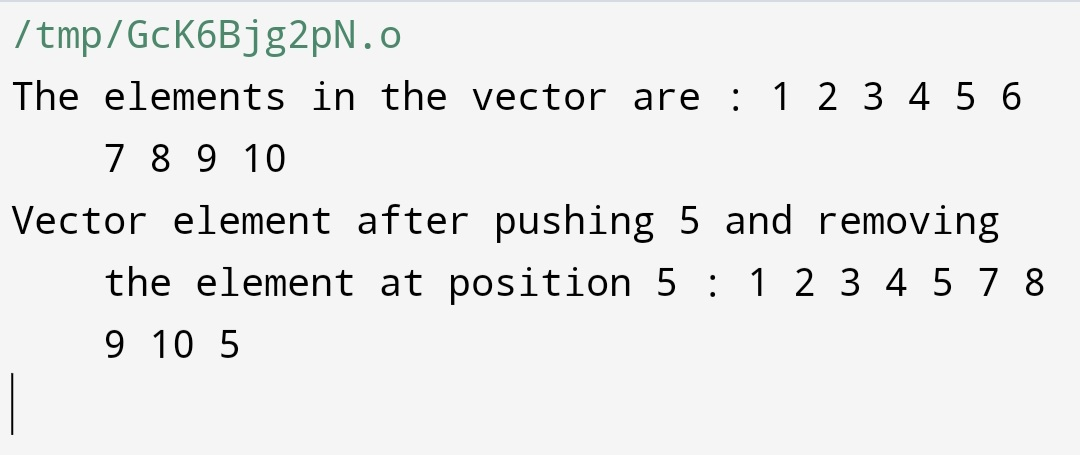 /tmp/GcK6Bjg2pN.o
The elements in the vector are : 1 2 3 4 5 6
7 8 9 10
Vector element after pushing 5 and removing
the element at position 5 : 1 2 3 4 5 7 8
9 10 5